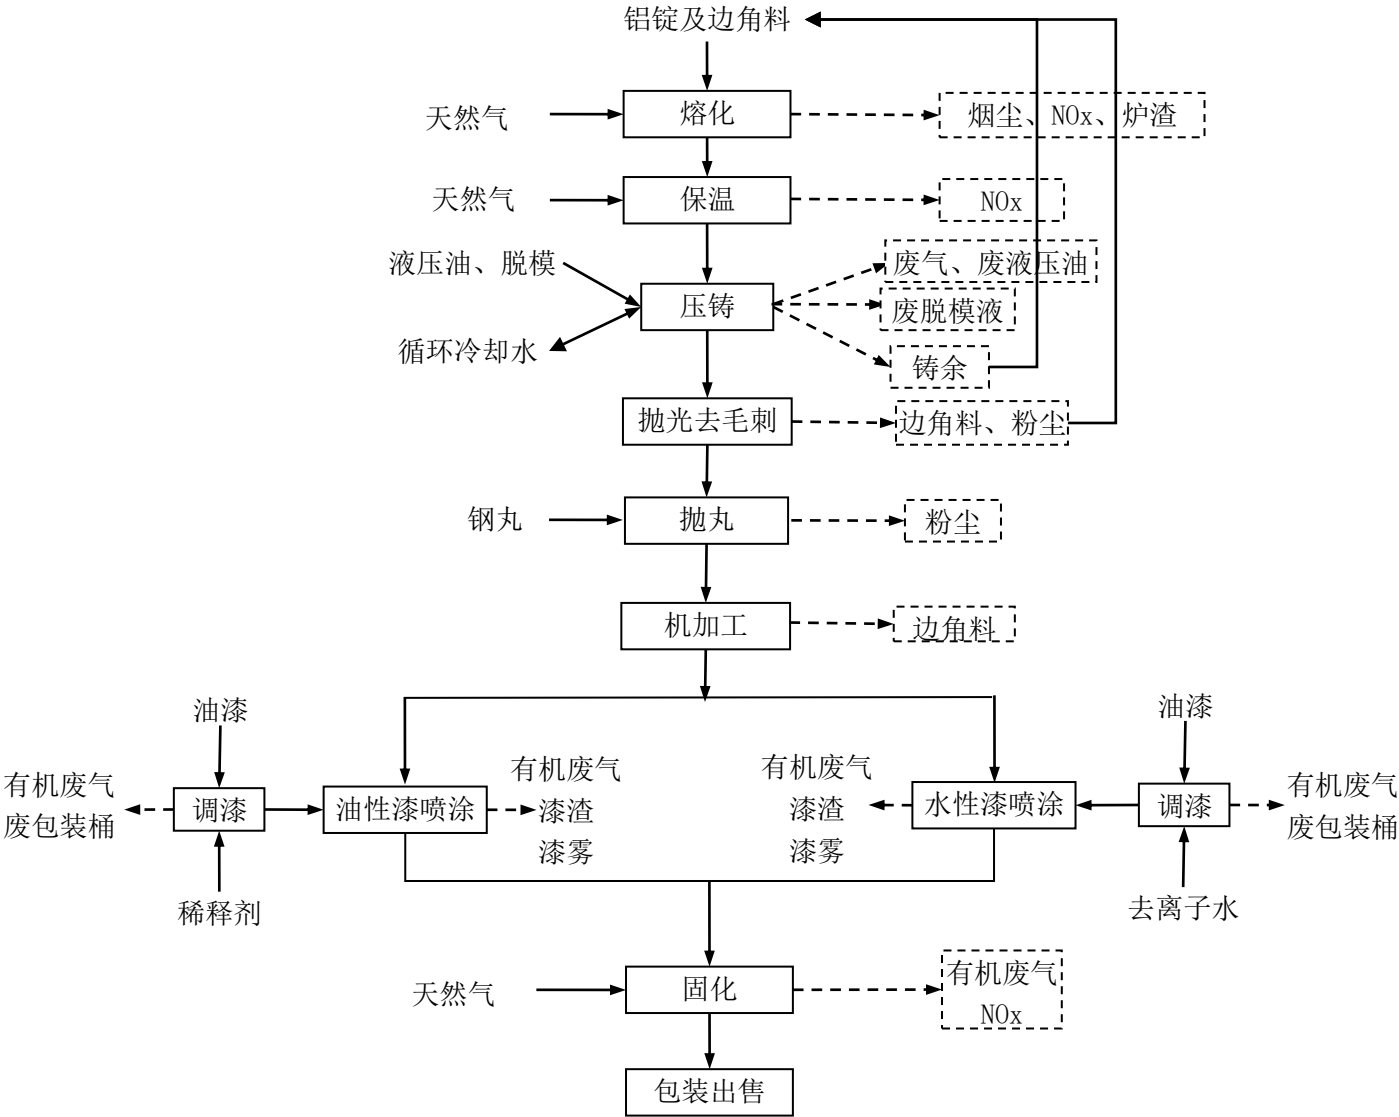 铝锭及边角料
天然气
熔化
烟尘、NOx、炉渣
天然气
保温
NOx
液压油、脱模
压铸
废气、废液压油
废脱模液
循环冷却水
铸余
抛光去毛刺
边角料、粉尘
钢丸
抛丸
粉尘
机加工
边角料
油漆
油漆
有机废气
废包装桶
调漆
油性漆喷涂
有机废气
漆渣
漆雾
有机废气
漆渣
漆雾
水性漆喷涂
调漆
有机废气
废包装桶
稀释剂
去离子水
天然气
固化
有机废气
NOx
包装出售